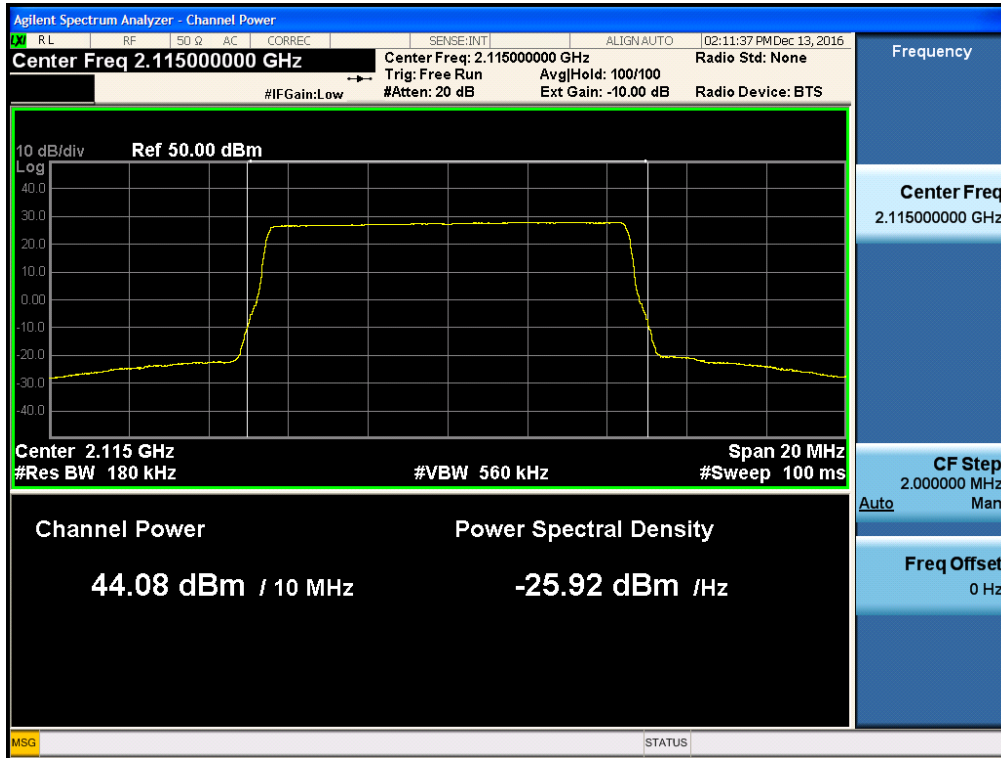 Agilent Spectrum Analyzer - Channel Power
LXI RL RF 50 Ω AC CORREC SENSE:INT ALIGN AUTO 02:11:37 PM Dec 13, 2016
Center Freq 2.115000000 GHz
Center Freq: 2.115000000 GHz Radio Std: None
Trig: Free Run Avg|Hold: 100/100
#IFGain:Low #Atten: 20 dB Ext Gain: -10.00 dB Radio Device: BTS
10 dB/div Ref 50.00 dBm
Log
40.0
30.0
20.0
10.0
0.00
-10.0
-20.0
-30.0
-40.0
Center 2.115 GHz Span 20 MHz
#Res BW 180 kHz #VBW 560 kHz #Sweep 100 ms
Channel Power Power Spectral Density
44.08 dBm / 10 MHz -25.92 dBm /Hz
Frequency
Center Freq
2.115000000 GHz
CF Step
2.000000 MHz
Auto Man
Freq Offset
0 Hz
MSG STATUS